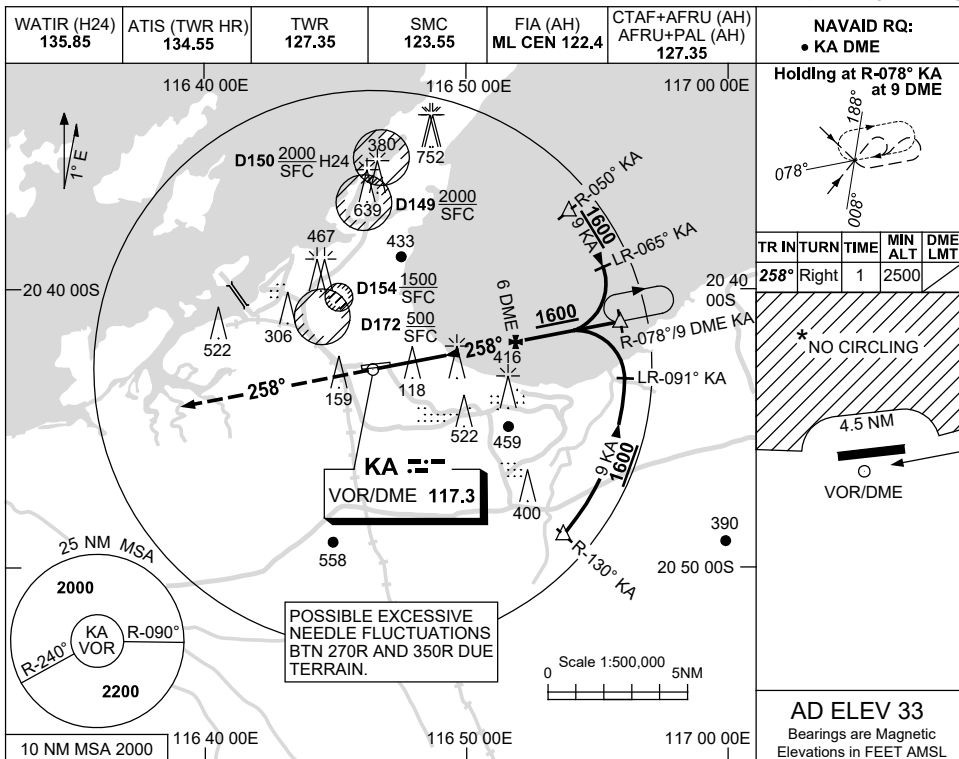 WATIR (H24)
135.85
ATIS (TWR HR)
134.55
TWR
127.35
SMC
123.55
FIA (AH)
ML CEN 122.4
CTAF+AFRU (AH)
AFRU+PAL (AH)
127.35
NAVAID RQ:
• KA DME
116 40 00E
116 50 00E
117 00 00E
1° E
D150 2000 H24
SFC
380
752
639
D149 2000
SFC
467
433
R-050° KA
1600
9 KA
LR-065° KA
20 40 00S
20 40
00S
D154 1500
SFC
D172 500
SFC
6 DME
1600
R-078°/9 DME KA
522
306
258°
416
LR-091° KA
258°
159
118
522
459
9 KA
1600
KA
VOR/DME 117.3
400
390
558
R-130° KA
20 50 00S
25 NM MSA
2000
KA
VOR
R-090°
R-240°
2200
POSSIBLE EXCESSIVE
NEEDLE FLUCTUATIONS
BTN 270R AND 350R DUE
TERRAIN.
Scale 1:500,000
0 5NM
10 NM MSA 2000
116 40 00E
116 50 00E
117 00 00E
Holding at R-078° KA
at 9 DME
188°
078°
008°
TR IN TURN TIME MIN ALT DME LMT
258° Right 1 2500
*NO CIRCLING
4.5 NM
VOR/DME
AD ELEV 33
Bearings are Magnetic
Elevations in FEET AMSL